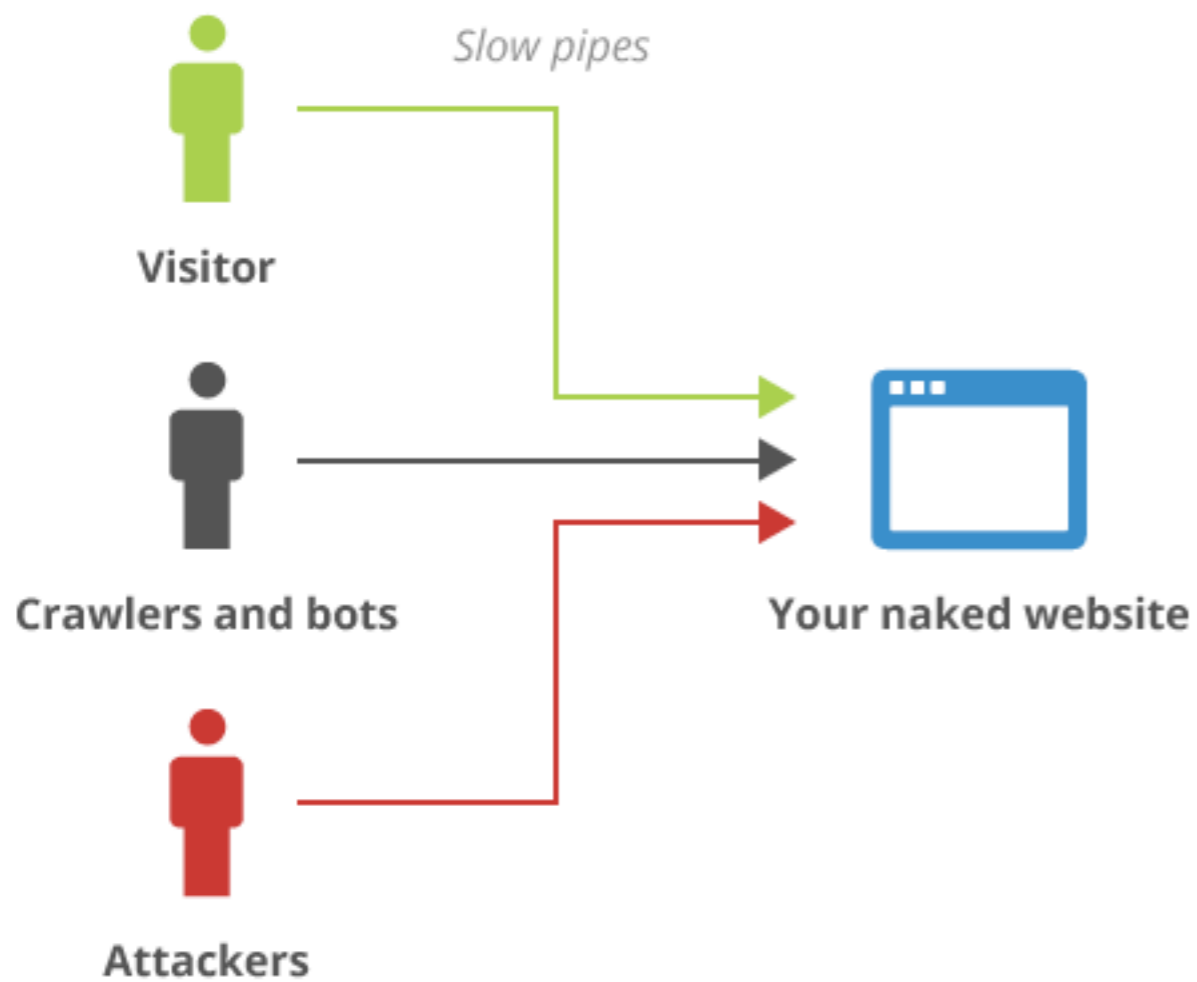 Slow pipes
Visitor
Crawlers and bots
Your naked website
Attackers